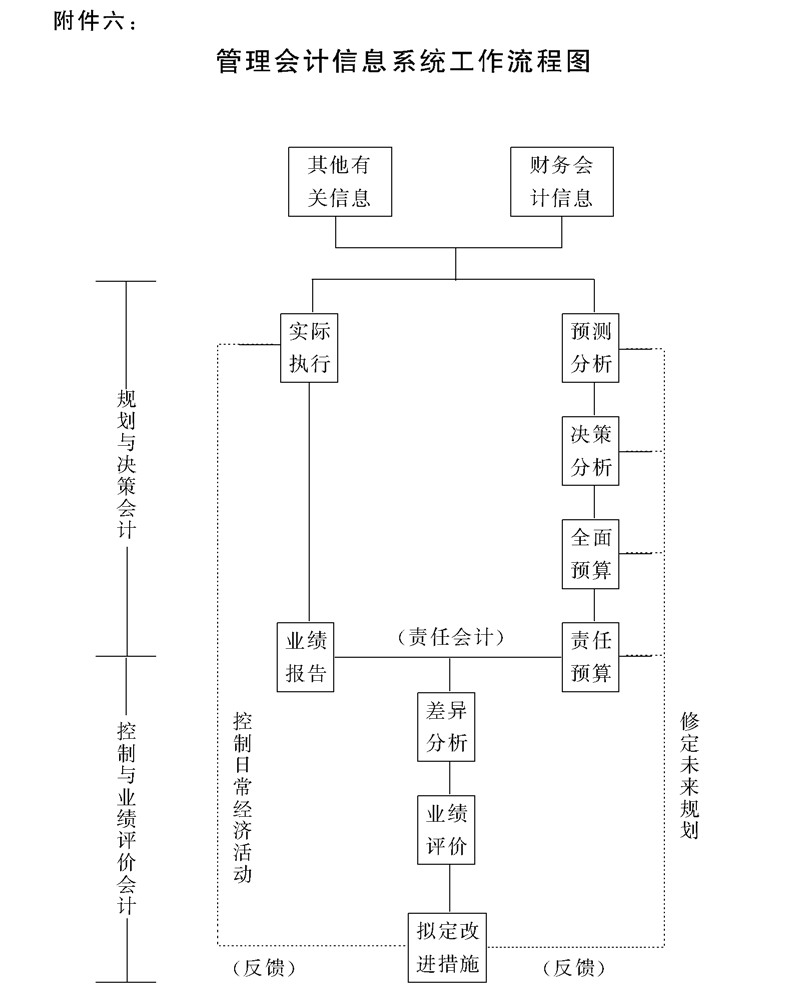 附件六：
管理会计信息系统工作流程图
其他有
关信息
财务会
计信息
实际
执行
预测
分析
决策
分析
全面
预算
规划与决策会计
业绩
报告
（责任会计）
责任
预算
差异
分析
业绩
评价
拟定改
进措施
控制与业绩评价会计
控制日常经济活动
修定未来规划
（反馈）
（反馈）